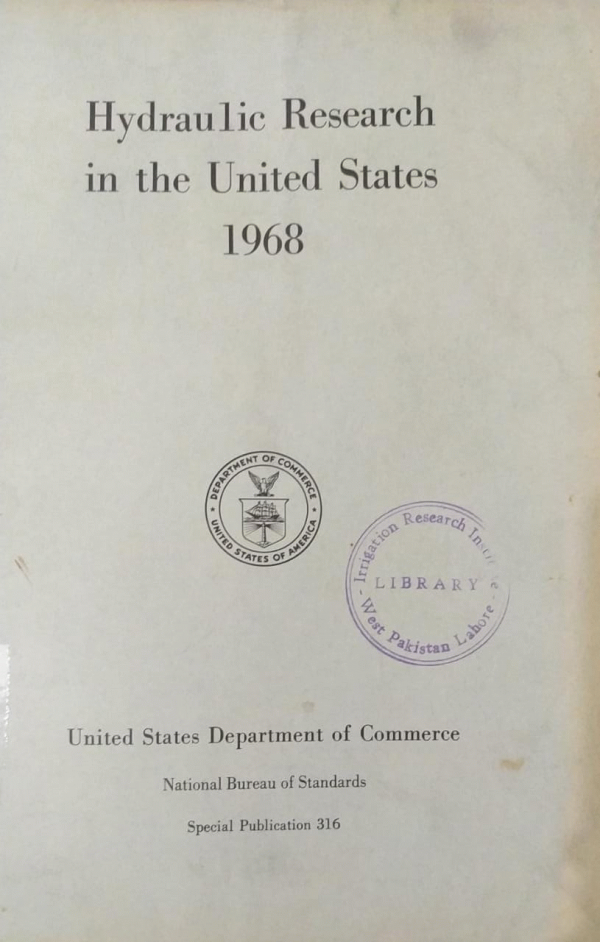 Hydraulic Research
in the United States
1968
DEPARTMENT OF COMMERCE
UNITED STATES OF AMERICA
Irrigation Research
LIBRARY
West Pakistan Lahore
United States Department of Commerce
National Bureau of Standards
Special Publication 316